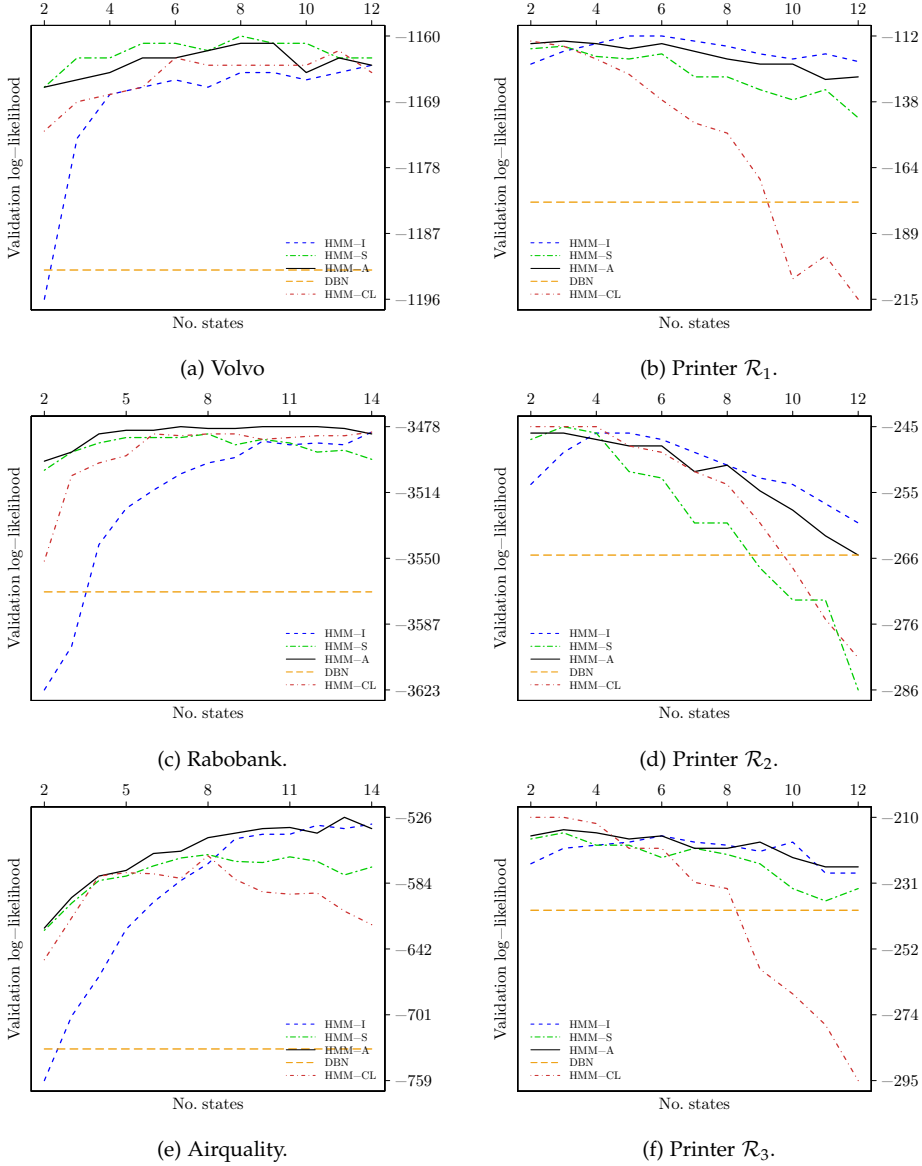 2 4 6 8 10 12
−1160
−1169
−1178
−1187
−1196
Validation log−likelihood
HMM−I
HMM−S
HMM−A
DBN
HMM−CL
No. states
(a) Volvo
2 4 6 8 10 12
−112
−138
−164
−189
−215
Validation log−likelihood
HMM−I
HMM−S
HMM−A
DBN
HMM−CL
No. states
(b) Printer R₁.
2 5 8 11 14
−3478
−3514
−3550
−3587
−3623
Validation log−likelihood
HMM−I
HMM−S
HMM−A
DBN
HMM−CL
No. states
(c) Rabobank.
2 4 6 8 10 12
−245
−255
−266
−276
−286
Validation log−likelihood
HMM−I
HMM−S
HMM−A
DBN
HMM−CL
No. states
(d) Printer R₂.
2 5 8 11 14
−526
−584
−642
−701
−759
Validation log−likelihood
HMM−I
HMM−S
HMM−A
DBN
HMM−CL
No. states
(e) Airquality.
2 4 6 8 10 12
−210
−231
−252
−274
−295
Validation log−likelihood
HMM−I
HMM−S
HMM−A
DBN
HMM−CL
No. states
(f) Printer R₃.